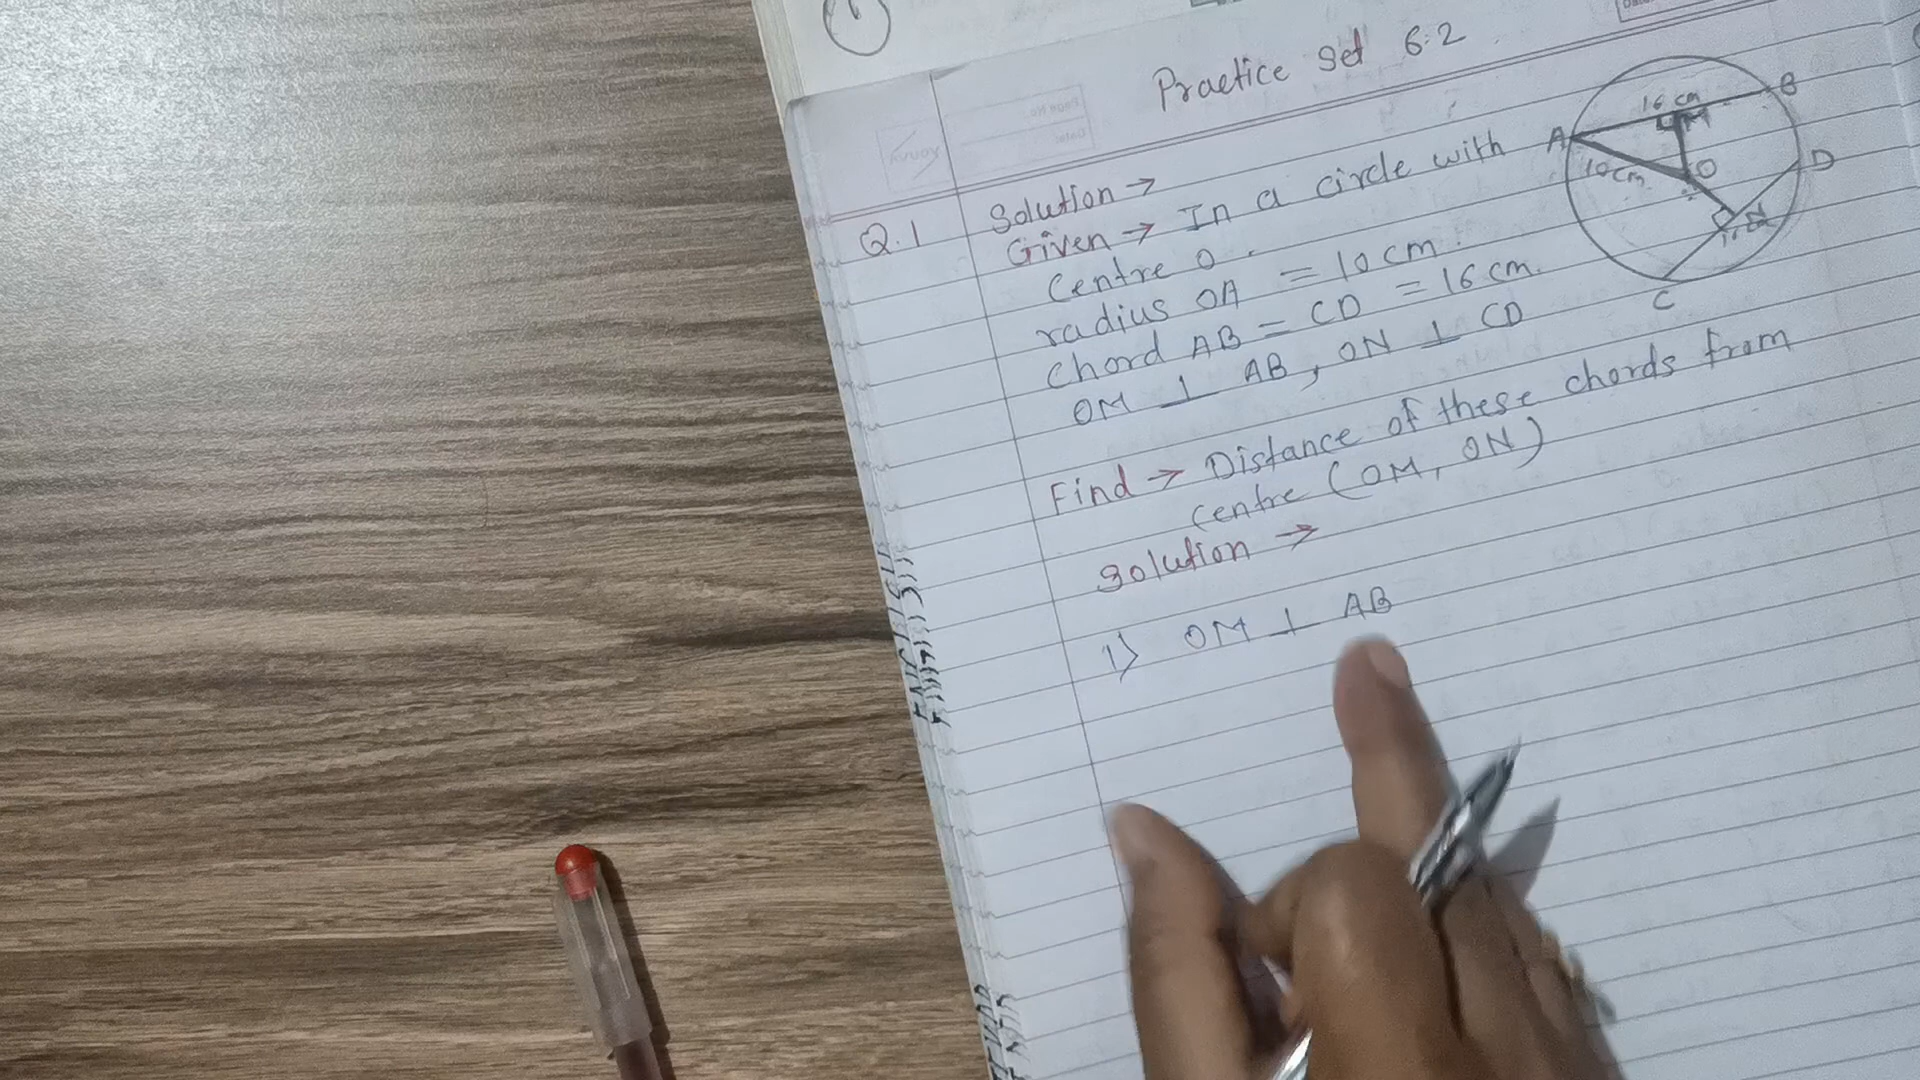 Practice set 6.2
Q.1
Solution →
Given → In a circle with
centre O.
radius OA = 10 cm.
chord AB = CD = 16 cm.
OM ⊥ AB, ON ⊥ CD
Find → Distance of these chords from
centre (OM, ON)
solution →
1) OM ⊥ AB
A
16 cm
B
M
10cm
O
D
N
C